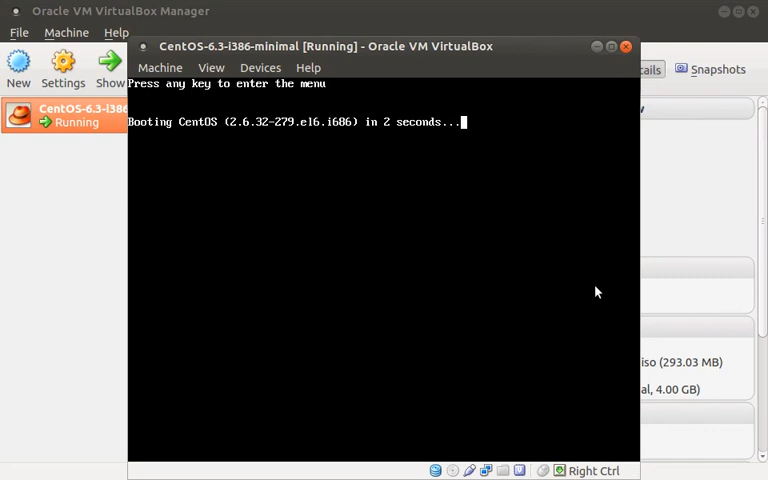 Oracle VM VirtualBox Manager
File Machine Help
New Settings Show
CentOS-6.3-i386
Running
CentOS-6.3-i386-minimal [Running] - Oracle VM VirtualBox
Machine View Devices Help
Press any key to enter the menu
Booting CentOS (2.6.32-279.el6.i686) in 2 seconds...
ails Snapshots
w
iso (293.03 MB)
al, 4.00 GB)
Right Ctrl